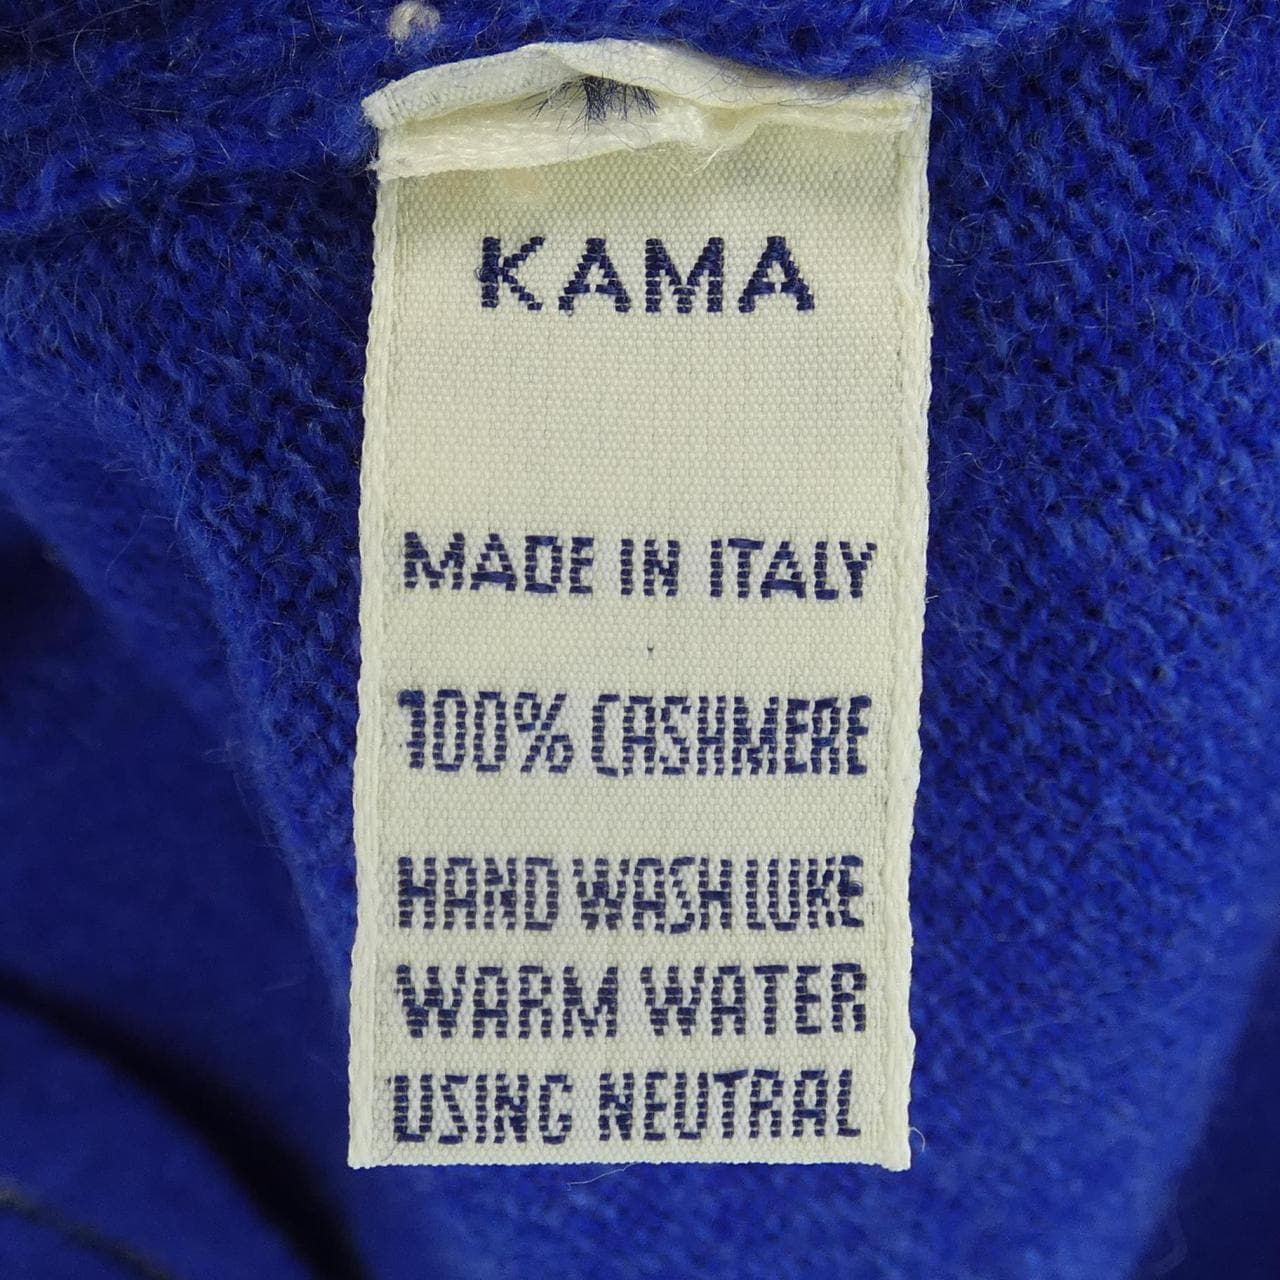 KAMA
MADE IN ITALY
100% CASHMERE
HAND WASH LUKE
WARM WATER
USING NEUTRAL